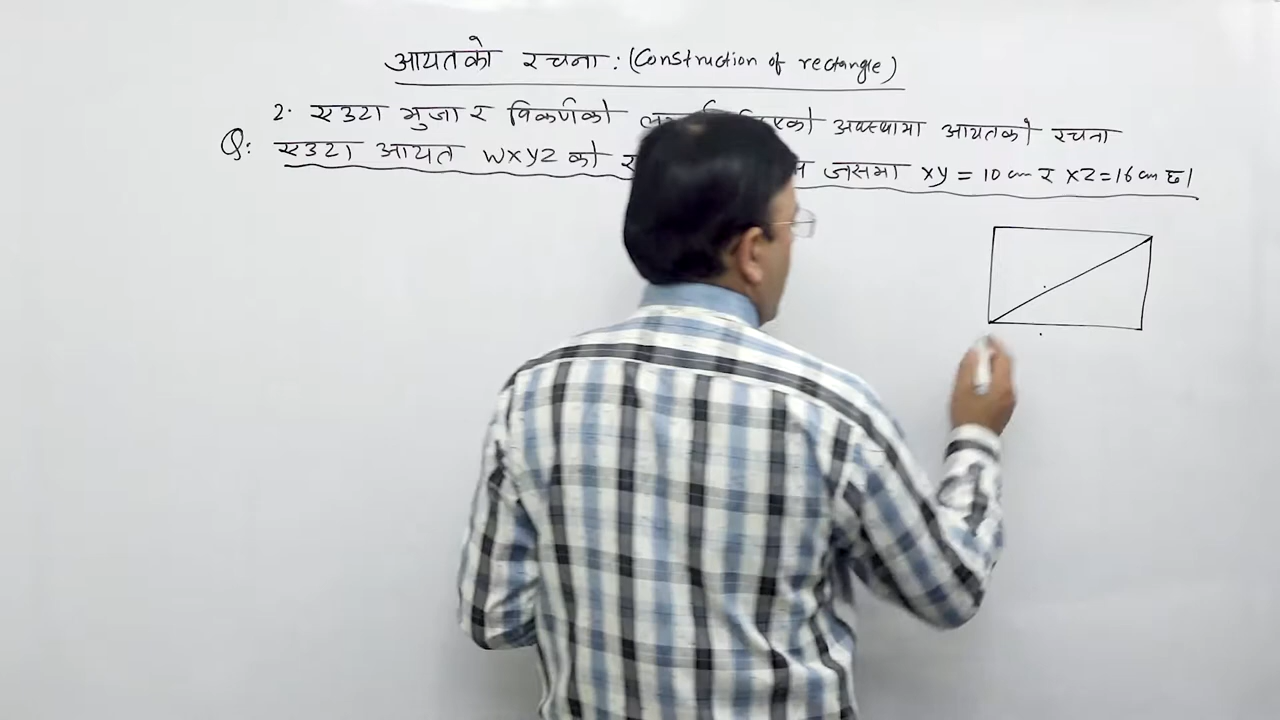 आयतको रचना : (Construction of rectangle)
2. एउटा भुजा र विकर्णको अवस्थामा आयतको रचना
Q: एउटा आयत WXYZ को जसमा XY = 10 cm र XZ = 16 cm छ।